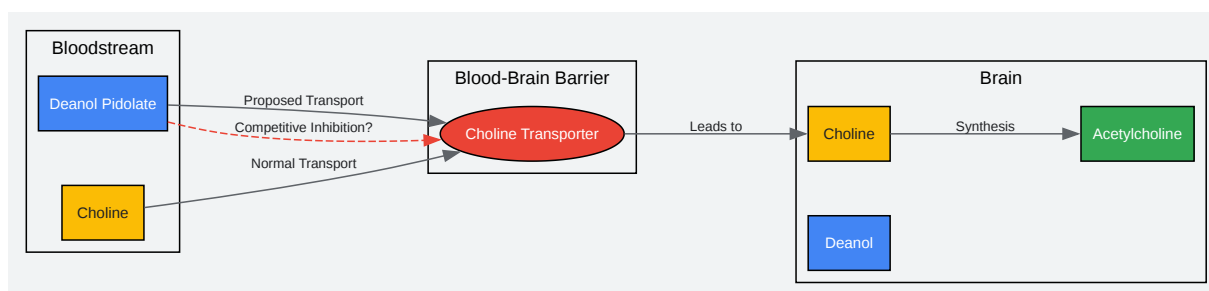 Bloodstream
Deanol Pidolate
Choline
Proposed Transport
Competitive Inhibition?
Normal Transport
Blood-Brain Barrier
Choline Transporter
Leads to
Brain
Choline
Synthesis
Acetylcholine
Deanol